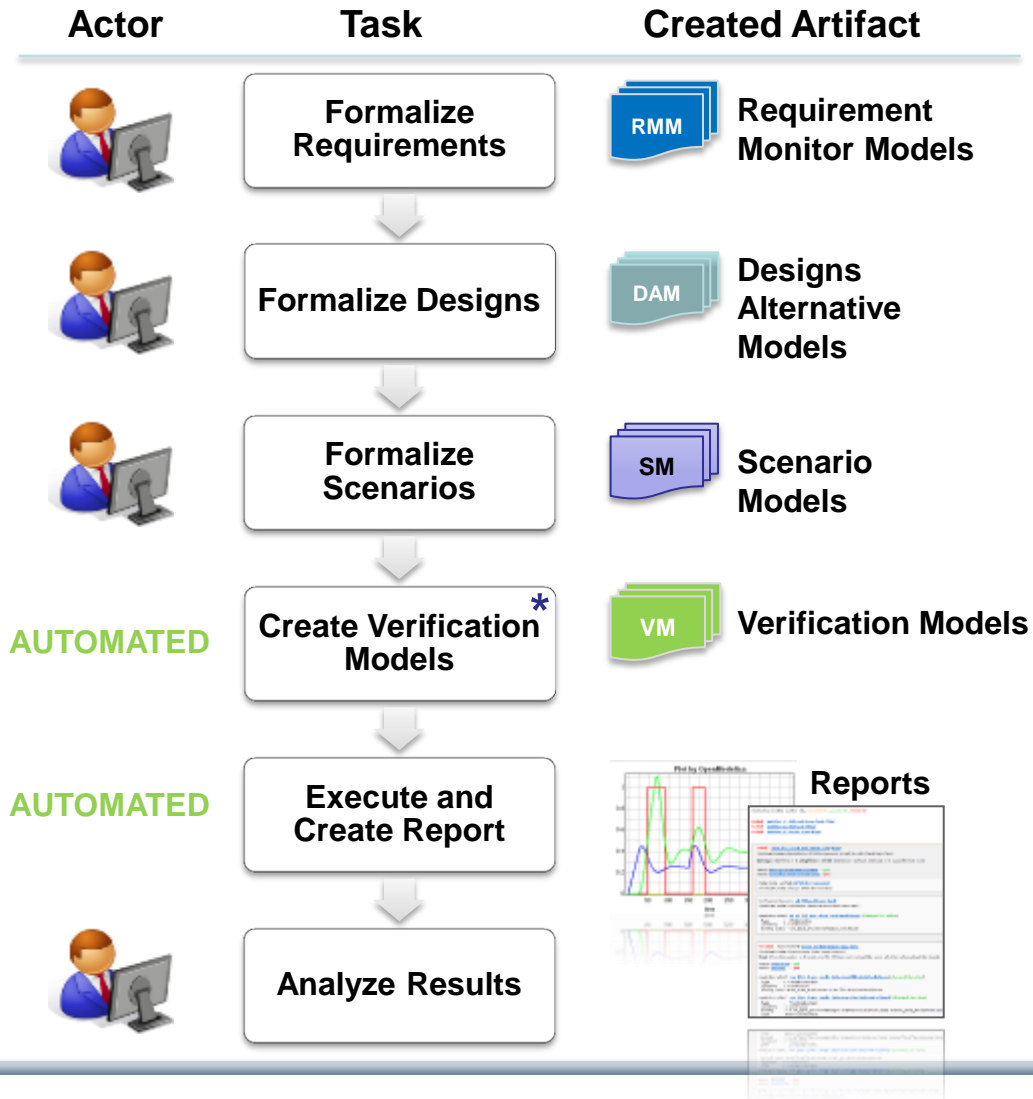 Actor Task Created Artifact
Formalize
Requirements
RMM
Requirement
Monitor Models
Formalize Designs
DAM
Designs
Alternative
Models
Formalize
Scenarios
SM
Scenario
Models
AUTOMATED
Create Verification
Models
*
VM
Verification Models
AUTOMATED
Execute and
Create Report
Plot by OpenModelica
Reports
Analyze Results